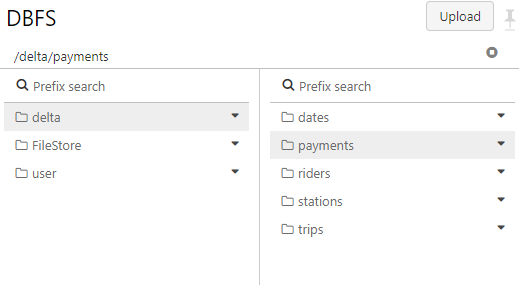 DBFS
Upload
/delta/payments
Prefix search
delta
FileStore
user
Prefix search
dates
payments
riders
stations
trips